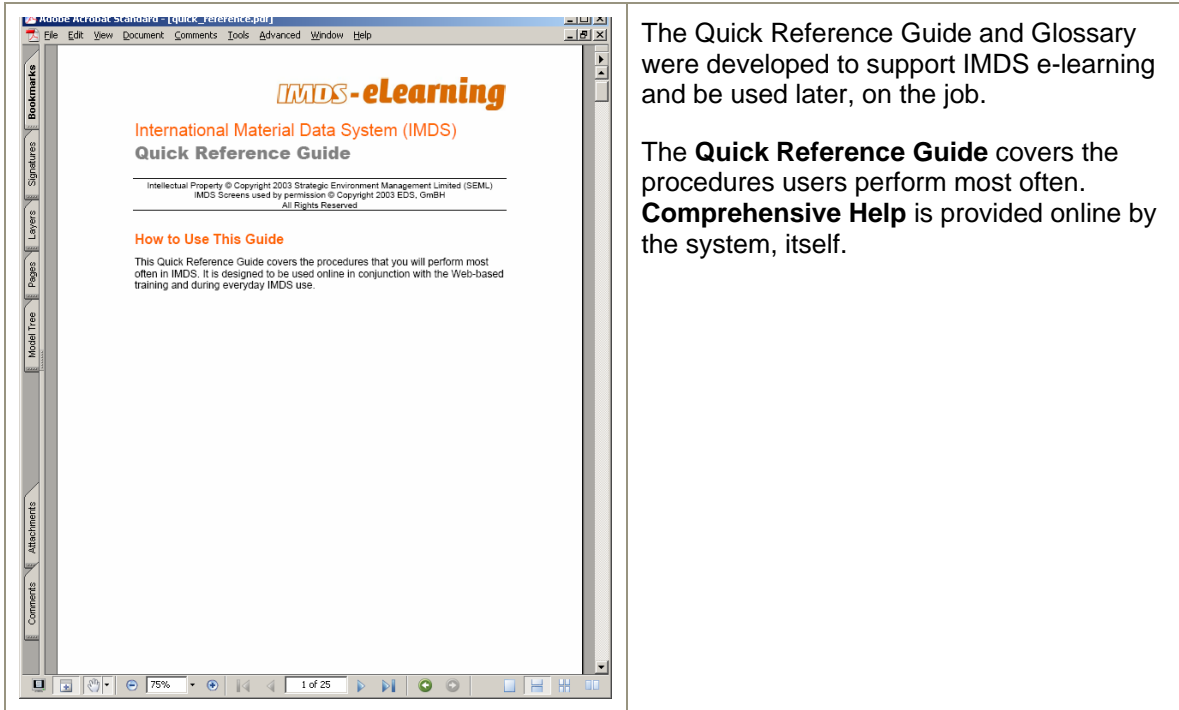 Adobe Acrobat Standard - [quick_reference.pdf]
File Edit View Document Comments Tools Advanced Window Help
Bookmarks
Signatures
Layers
Pages
Model Tree
Attachments
Comments
IMDS-eLearning
International Material Data System (IMDS)
Quick Reference Guide
Intellectual Property © Copyright 2003 Strategic Environment Management Limited (SEML)
IMDS Screens used by permission © Copyright 2003 EDS, GmBH
All Rights Reserved
How to Use This Guide
This Quick Reference Guide covers the procedures that you will perform most
often in IMDS. It is designed to be used online in conjunction with the Web-based
training and during everyday IMDS use.
75%
1 of 25
The Quick Reference Guide and Glossary
were developed to support IMDS e-learning
and be used later, on the job.
The Quick Reference Guide covers the
procedures users perform most often.
Comprehensive Help is provided online by
the system, itself.